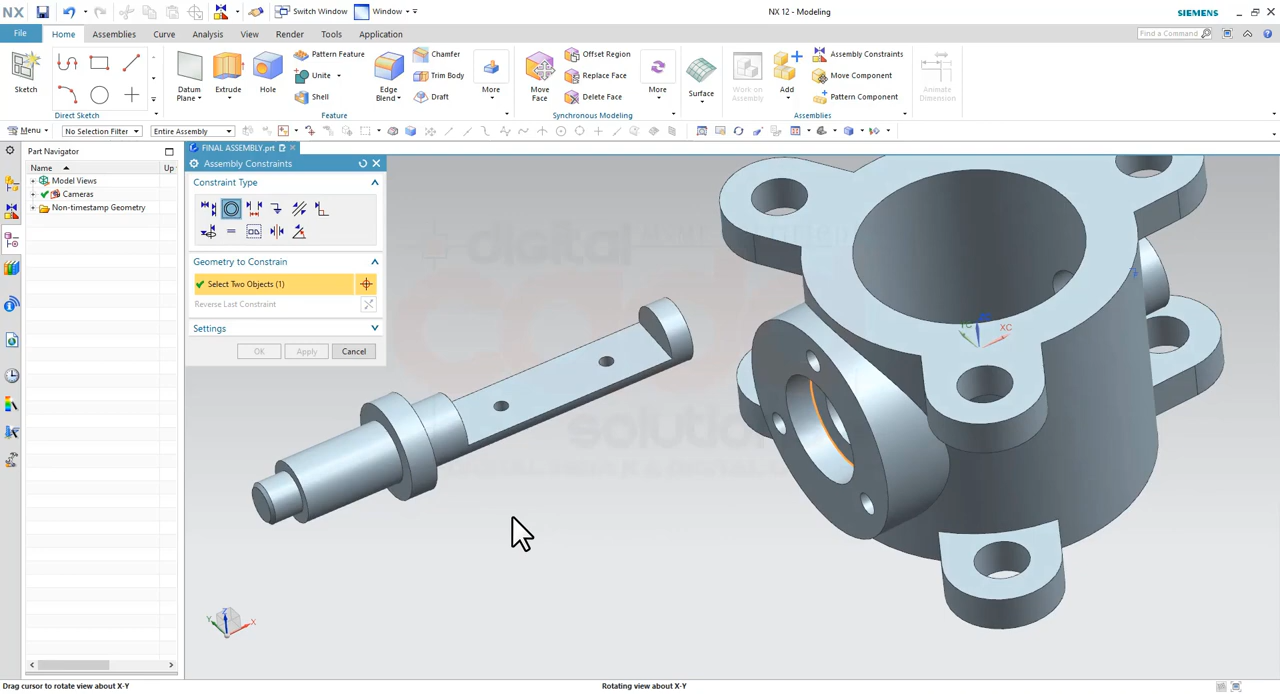 NX
Switch Window
Window
NX 12 - Modeling
SIEMENS
File
Home
Assemblies
Curve
Analysis
View
Render
Tools
Application
Find a Command
Sketch
Direct Sketch
Datum
Plane
Extrude
Hole
Pattern Feature
Unite
Shell
Edge
Blend
Chamfer
Trim Body
Draft
More
Feature
Move
Face
Offset Region
Replace Face
Delete Face
More
Synchronous Modeling
Surface
Work on
Assembly
Add
Assembly Constraints
Move Component
Pattern Component
Assemblies
Animate
Dimension
Menu
No Selection Filter
Entire Assembly
Part Navigator
Name
Up
Model Views
Cameras
Non-timestamp Geometry
FINAL ASSEMBLY.prt
Assembly Constraints
Constraint Type
Geometry to Constrain
Select Two Objects (1)
Reverse Last Constraint
Settings
OK
Apply
Cancel
digital
solution
XC
YC
Z
Y
X
Drag cursor to rotate view about X-Y
Rotating view about X-Y